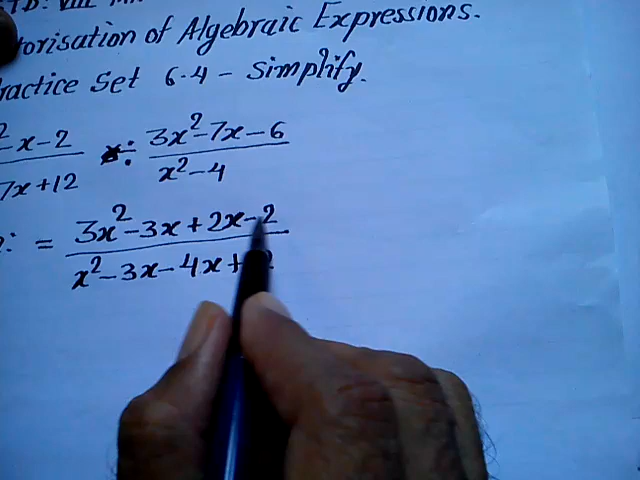 torisation of Algebraic Expressions.
ractice Set 6.4 - Simplify.
²-x-2 ÷ 3x²-7x-6
7x+12 x²-4
= 3x²-3x+2x-2
x²-3x-4x+